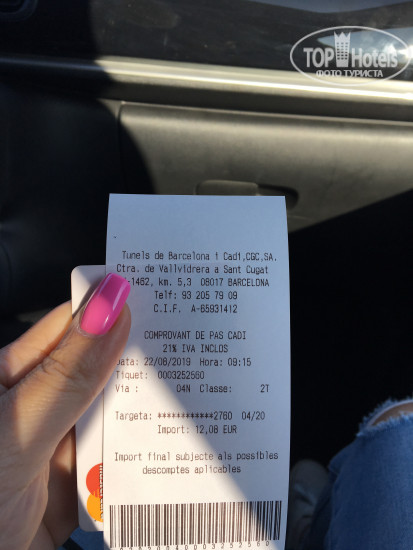 TOP Hotels
ФОТО ТУРИСТА
Tunels de Barcelona i Cadi,CGC,SA.
Ctra. de Vallvidrera a Sant Cugat
-1462, km. 5,3 08017 BARCELONA
Telf: 93 205 79 09
C.I.F. A-65931412
COMPROVANT DE PAS CADI
21% IVA INCLOS
Data: 22/08/2019 Hora: 09:15
Tiquet: 0003252560
Via : 04N Classe: 2T
Targeta: ************2760 04/20
Import: 12,08 EUR
Import final subjecte als possibles
descomptes aplicables